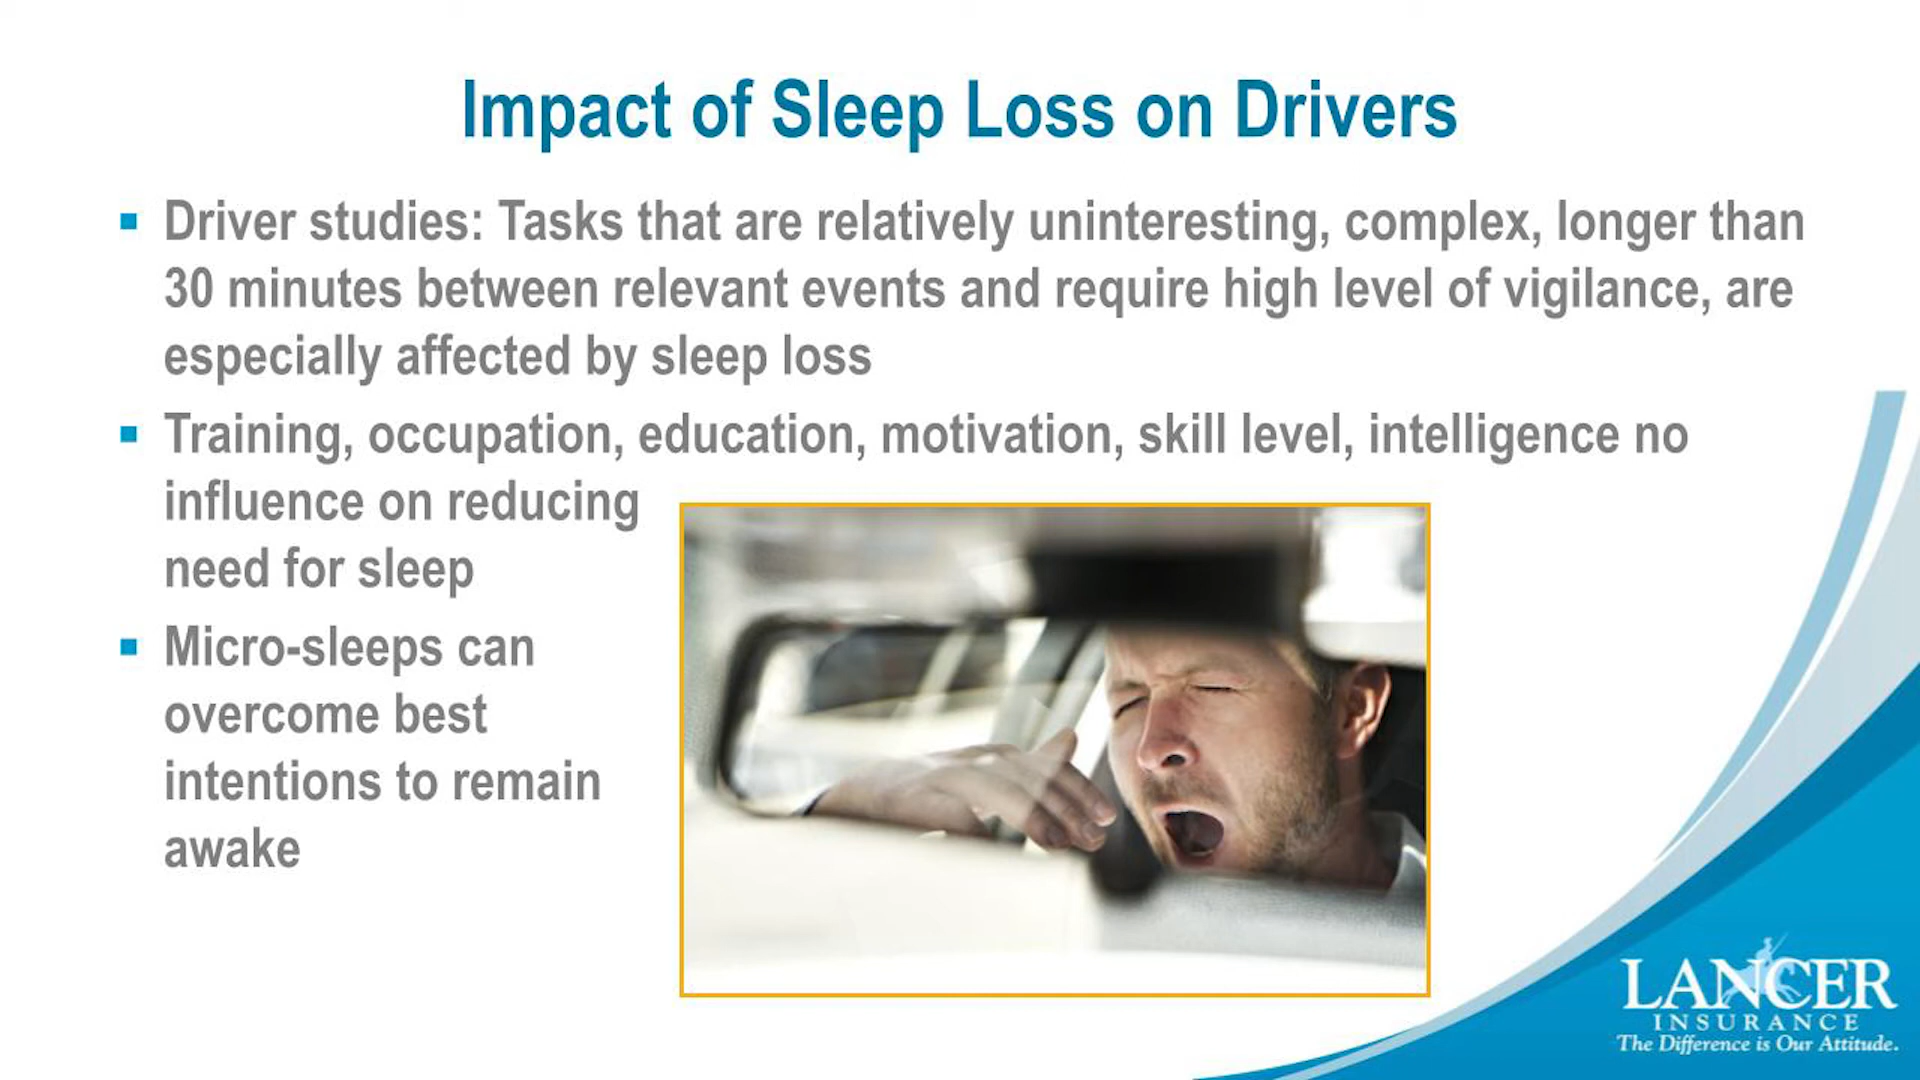 Impact of Sleep Loss on Drivers
Driver studies: Tasks that are relatively uninteresting, complex, longer than
30 minutes between relevant events and require high level of vigilance, are
especially affected by sleep loss
Training, occupation, education, motivation, skill level, intelligence no
influence on reducing
need for sleep
Micro-sleeps can
overcome best
intentions to remain
awake
LANCER
INSURANCE
The Difference is Our Attitude.